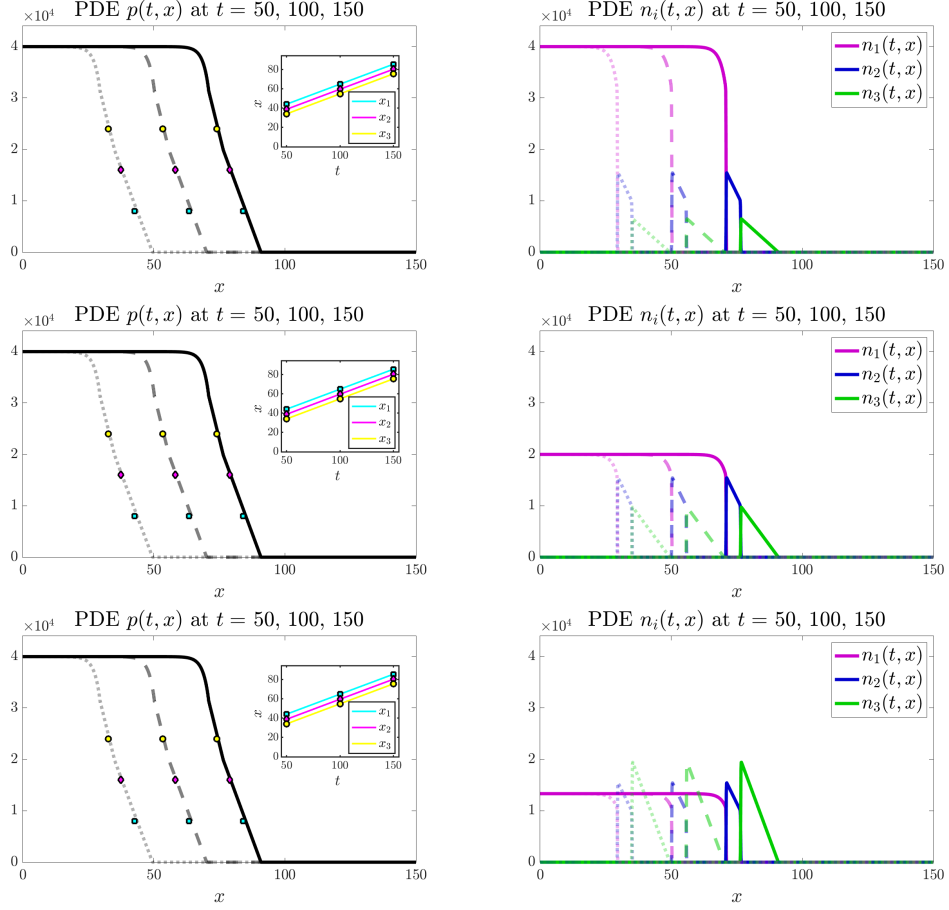 PDE p(t, x) at t = 50, 100, 150
×10⁴
4
3
2
1
0
0 50 100 150
x
80
60
40
20
0
x
50 100 150
t
x₁
x₂
x₃
PDE nᵢ(t, x) at t = 50, 100, 150
×10⁴
4
3
2
1
0
0 50 100 150
x
n₁(t, x)
n₂(t, x)
n₃(t, x)
PDE p(t, x) at t = 50, 100, 150
×10⁴
4
3
2
1
0
0 50 100 150
x
80
60
40
20
0
x
50 100 150
t
x₁
x₂
x₃
PDE nᵢ(t, x) at t = 50, 100, 150
×10⁴
4
3
2
1
0
0 50 100 150
x
n₁(t, x)
n₂(t, x)
n₃(t, x)
PDE p(t, x) at t = 50, 100, 150
×10⁴
4
3
2
1
0
0 50 100 150
x
80
60
40
20
0
x
50 100 150
t
x₁
x₂
x₃
PDE nᵢ(t, x) at t = 50, 100, 150
×10⁴
4
3
2
1
0
0 50 100 150
x
n₁(t, x)
n₂(t, x)
n₃(t, x)